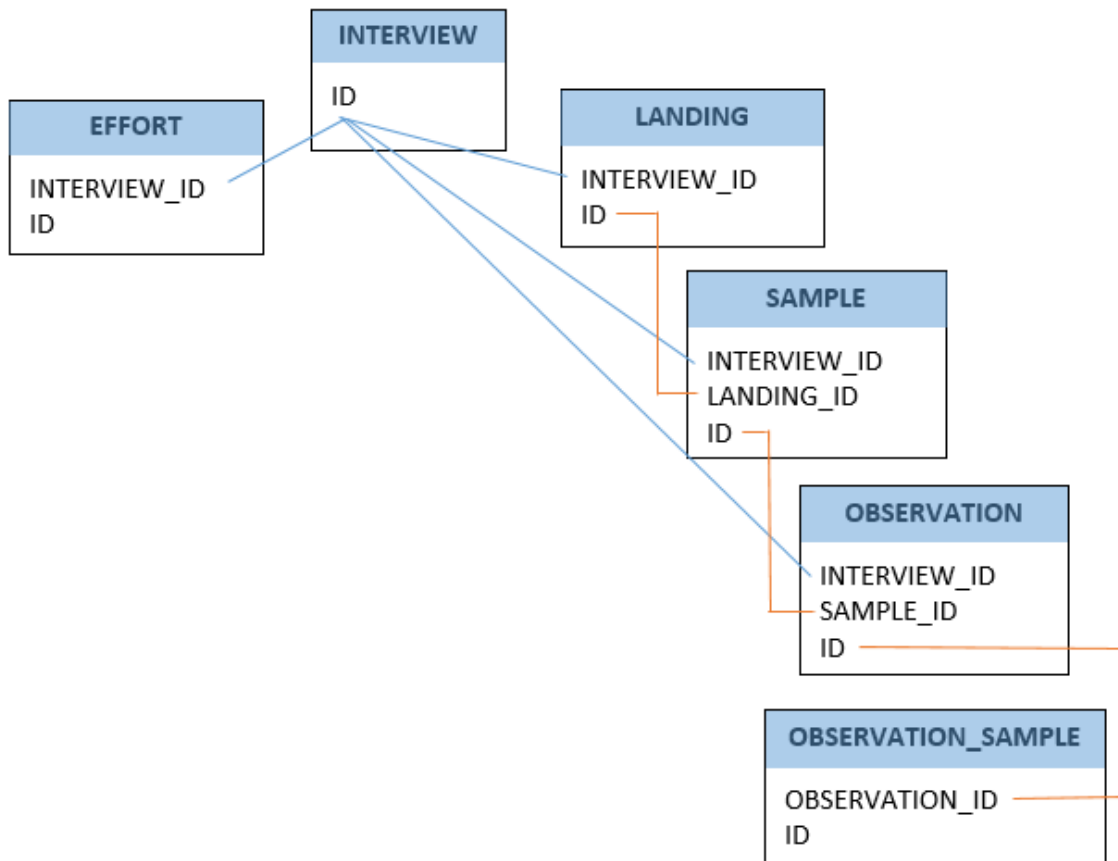 INTERVIEW
ID
EFFORT
INTERVIEW_ID
ID
LANDING
INTERVIEW_ID
ID
SAMPLE
INTERVIEW_ID
LANDING_ID
ID
OBSERVATION
INTERVIEW_ID
SAMPLE_ID
ID
OBSERVATION_SAMPLE
OBSERVATION_ID
ID